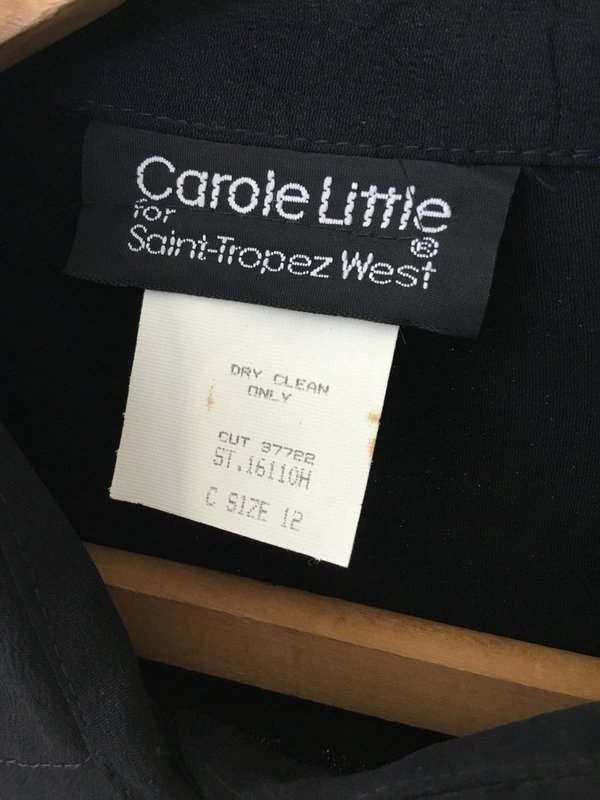 Carole Little
for ®
Saint-Tropez West
DRY CLEAN
ONLY
CUT 37722
ST.16110H
C SIZE 12